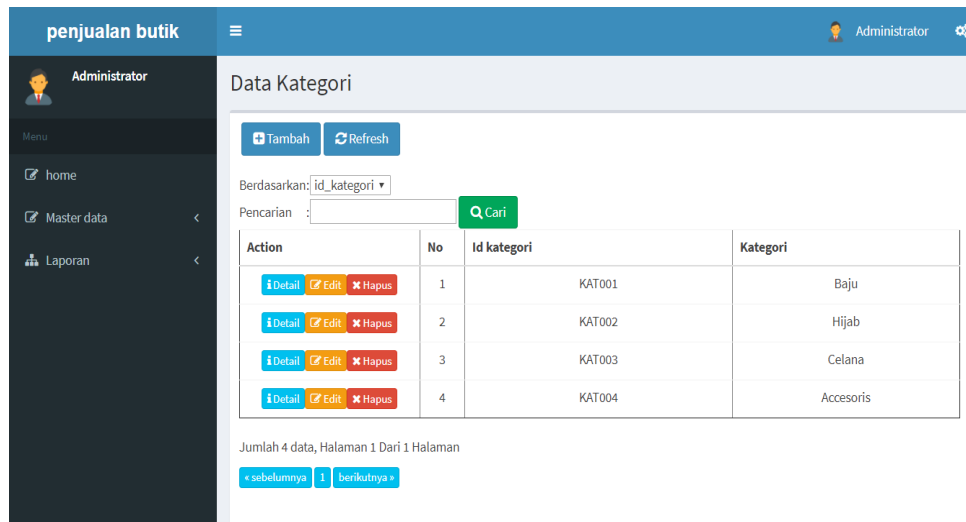 penjualan butik
Administrator
Administrator
Menu
home
Master data
Laporan
Data Kategori
Tambah Refresh
Berdasarkan: id_kategori
Pencarian :
Cari
Action No Id kategori Kategori
Detail Edit Hapus 1 KAT001 Baju
Detail Edit Hapus 2 KAT002 Hijab
Detail Edit Hapus 3 KAT003 Celana
Detail Edit Hapus 4 KAT004 Accesoris
Jumlah 4 data, Halaman 1 Dari 1 Halaman
« sebelumnya 1 berikutnya »